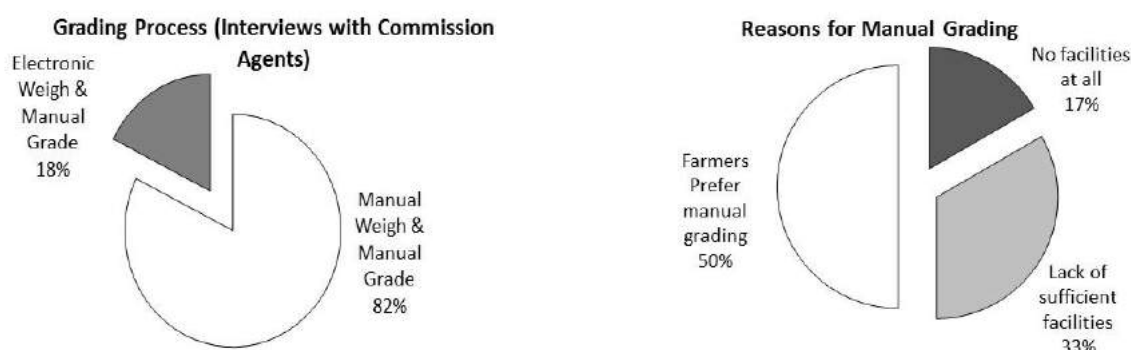 Grading Process (Interviews with Commission
Agents)
Electronic
Weigh &
Manual
Grade
18%
Manual
Weigh &
Manual
Grade
82%
Reasons for Manual Grading
No facilities
at all
17%
Farmers
Prefer
manual
grading
50%
Lack of
sufficient
facilities
33%